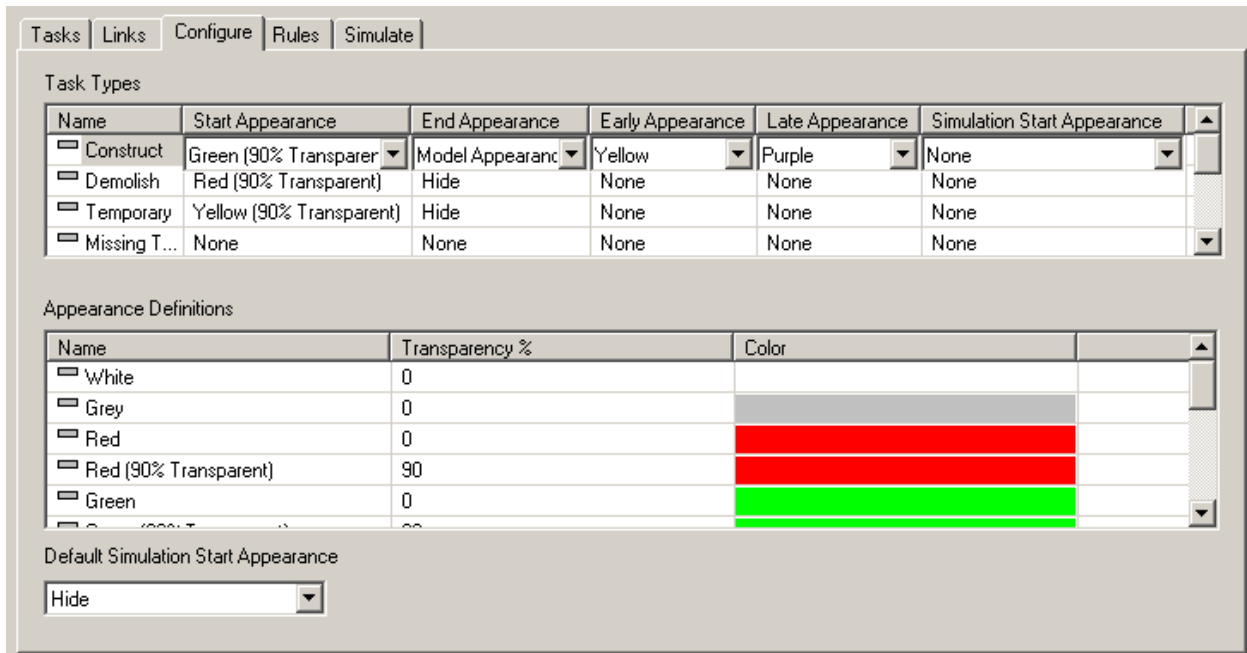 Tasks Links Configure Rules Simulate
Task Types
Name Start Appearance End Appearance Early Appearance Late Appearance Simulation Start Appearance
Construct Green (90% Transparer Model Appearanc Yellow Purple None
Demolish Red (90% Transparent) Hide None None None
Temporary Yellow (90% Transparent) Hide None None None
Missing T... None None None None None
Appearance Definitions
Name Transparency % Color
White 0
Grey 0
Red 0
Red (90% Transparent) 90
Green 0
Default Simulation Start Appearance
Hide